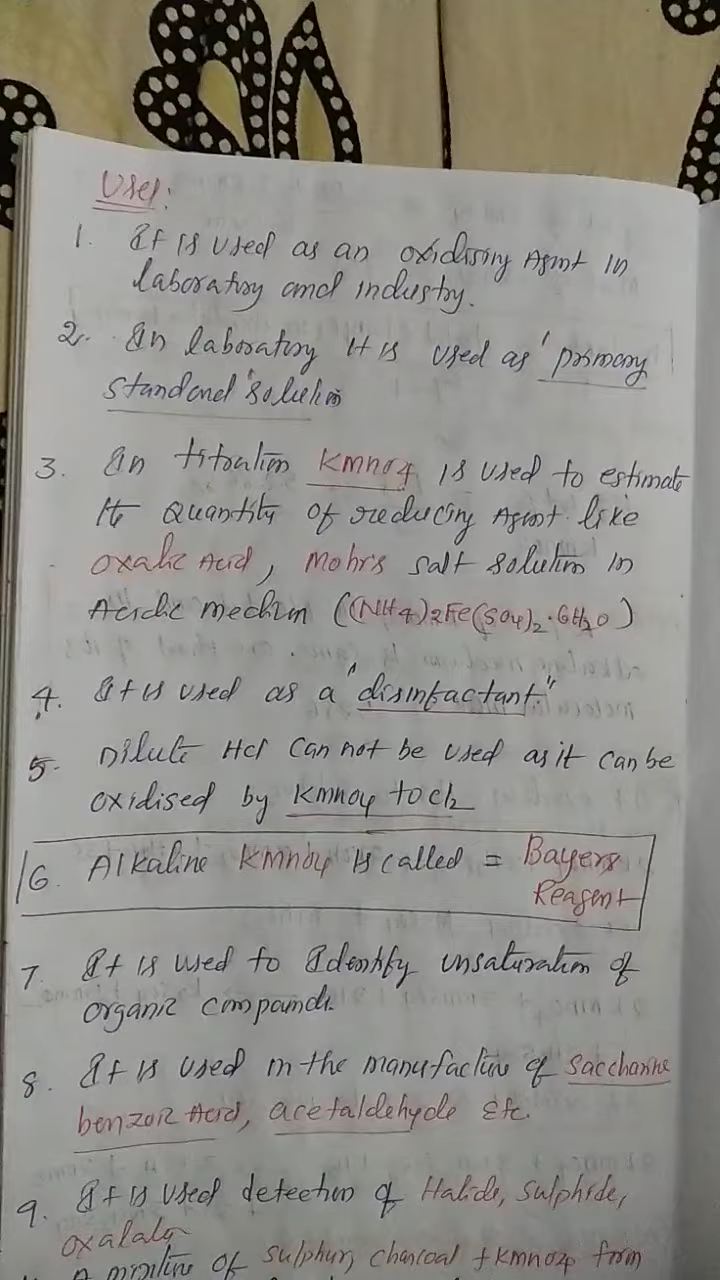 Uses:
1. It is used as an oxidising Agent in
laboratory and industry.
2. In laboratory it is used as "primary
standard solution
3. In titration KMnO4 is used to estimate
the Quantity of reducing Agent like
Oxalic Acid, Mohr's salt solution in
Acidic medium ((NH4)2Fe(SO4)2·6H2O)
4. It is used as a "disinfactant"
5. Dilute HCl can not be used as it can be
oxidised by KMnO4 to Cl2
6. Alkaline KMnO4 is called = Bayers
Reagent
7. It is used to Identify unsaturation of
organic compounds.
8. It is used in the manufacture of Saccharine
benzoic Acid, acetaldehyde Etc.
9. It is used detection of Halide, sulphide,
oxalate
A mixture of sulphur, charcoal + KMnO4 form